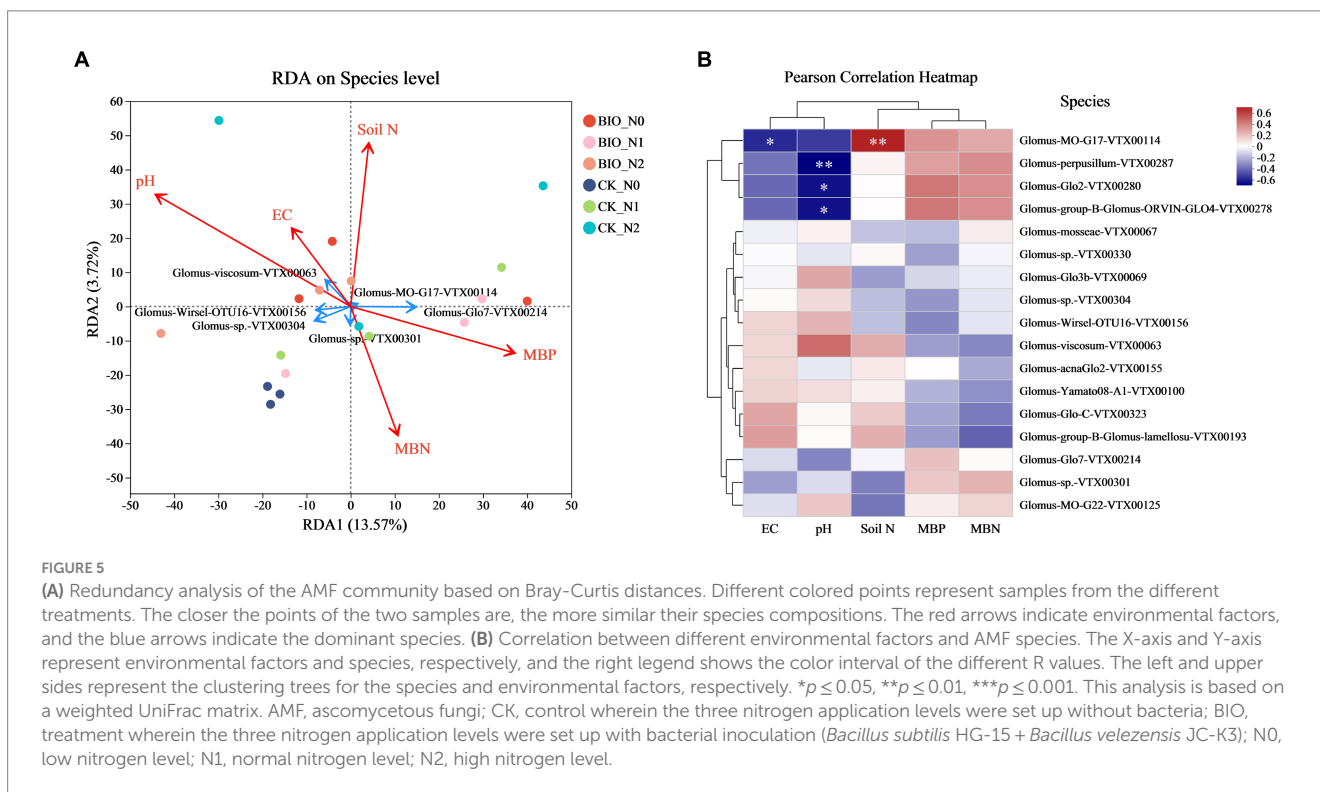 A
RDA on Species level
60
50
40
30
20
10
0
-10
-20
-30
-40
-50
RDA2 (3.72%)
-50
-40
-30
-20
-10
0
10
20
30
40
50
RDA1 (13.57%)
Soil N
pH
EC
MBP
MBN
Glomus-viscosum-VTX00063
Glomus-MO-G17-VTX00114
Glomus-Wirsel-OTU16-VTX00156
Glomus-Glo7-VTX00214
Glomus-sp.-VTX00304
Glomus-sp.-VTX00301
BIO_N0
BIO_N1
BIO_N2
CK_N0
CK_N1
CK_N2
B
Pearson Correlation Heatmap
Species
0.6
0.4
0.2
0
-0.2
-0.4
-0.6
* ** Glomus-MO-G17-VTX00114
** Glomus-perpusillum-VTX00287
* Glomus-Glo2-VTX00280
* Glomus-group-B-Glomus-ORVIN-GLO4-VTX00278
Glomus-mosseae-VTX00067
Glomus-sp.-VTX00330
Glomus-Glo3b-VTX00069
Glomus-sp.-VTX00304
Glomus-Wirsel-OTU16-VTX00156
Glomus-viscosum-VTX00063
Glomus-acnaGlo2-VTX00155
Glomus-Yamato08-A1-VTX00100
Glomus-Glo-C-VTX00323
Glomus-group-B-Glomus-lamellosu-VTX00193
Glomus-Glo7-VTX00214
Glomus-sp.-VTX00301
Glomus-MO-G22-VTX00125
EC pH Soil N MBP MBN
FIGURE 5
(A) Redundancy analysis of the AMF community based on Bray-Curtis distances. Different colored points represent samples from the different
treatments. The closer the points of the two samples are, the more similar their species compositions. The red arrows indicate environmental factors,
and the blue arrows indicate the dominant species. (B) Correlation between different environmental factors and AMF species. The X-axis and Y-axis
represent environmental factors and species, respectively, and the right legend shows the color interval of the different R values. The left and upper
sides represent the clustering trees for the species and environmental factors, respectively. *p ≤ 0.05, **p ≤ 0.01, ***p ≤ 0.001. This analysis is based on
a weighted UniFrac matrix. AMF, ascomycetous fungi; CK, control wherein the three nitrogen application levels were set up without bacteria; BIO,
treatment wherein the three nitrogen application levels were set up with bacterial inoculation (Bacillus subtilis HG-15 + Bacillus velezensis JC-K3); N0,
low nitrogen level; N1, normal nitrogen level; N2, high nitrogen level.